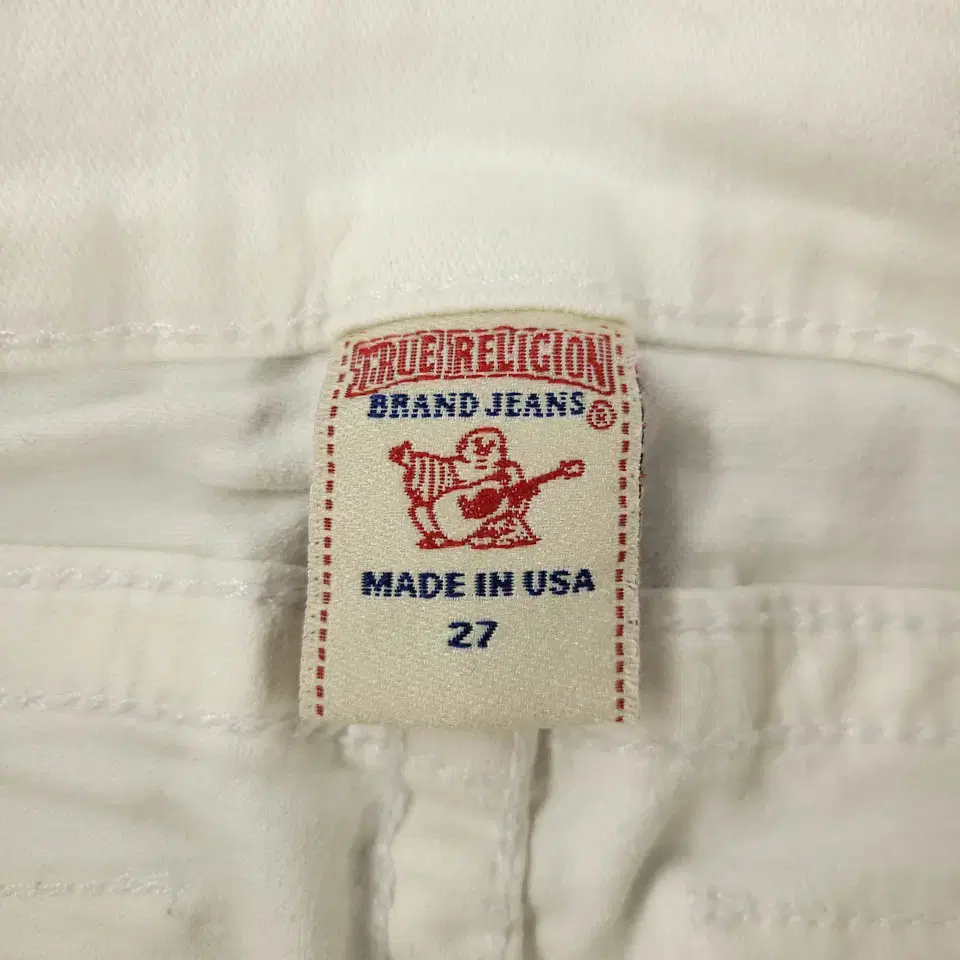 TRUE RELIGION
BRAND JEANS®
MADE IN USA
27